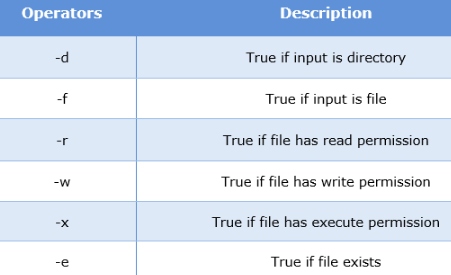 Operators Description
-d True if input is directory
-f True if input is file
-r True if file has read permission
-w True if file has write permission
-x True if file has execute permission
-e True if file exists